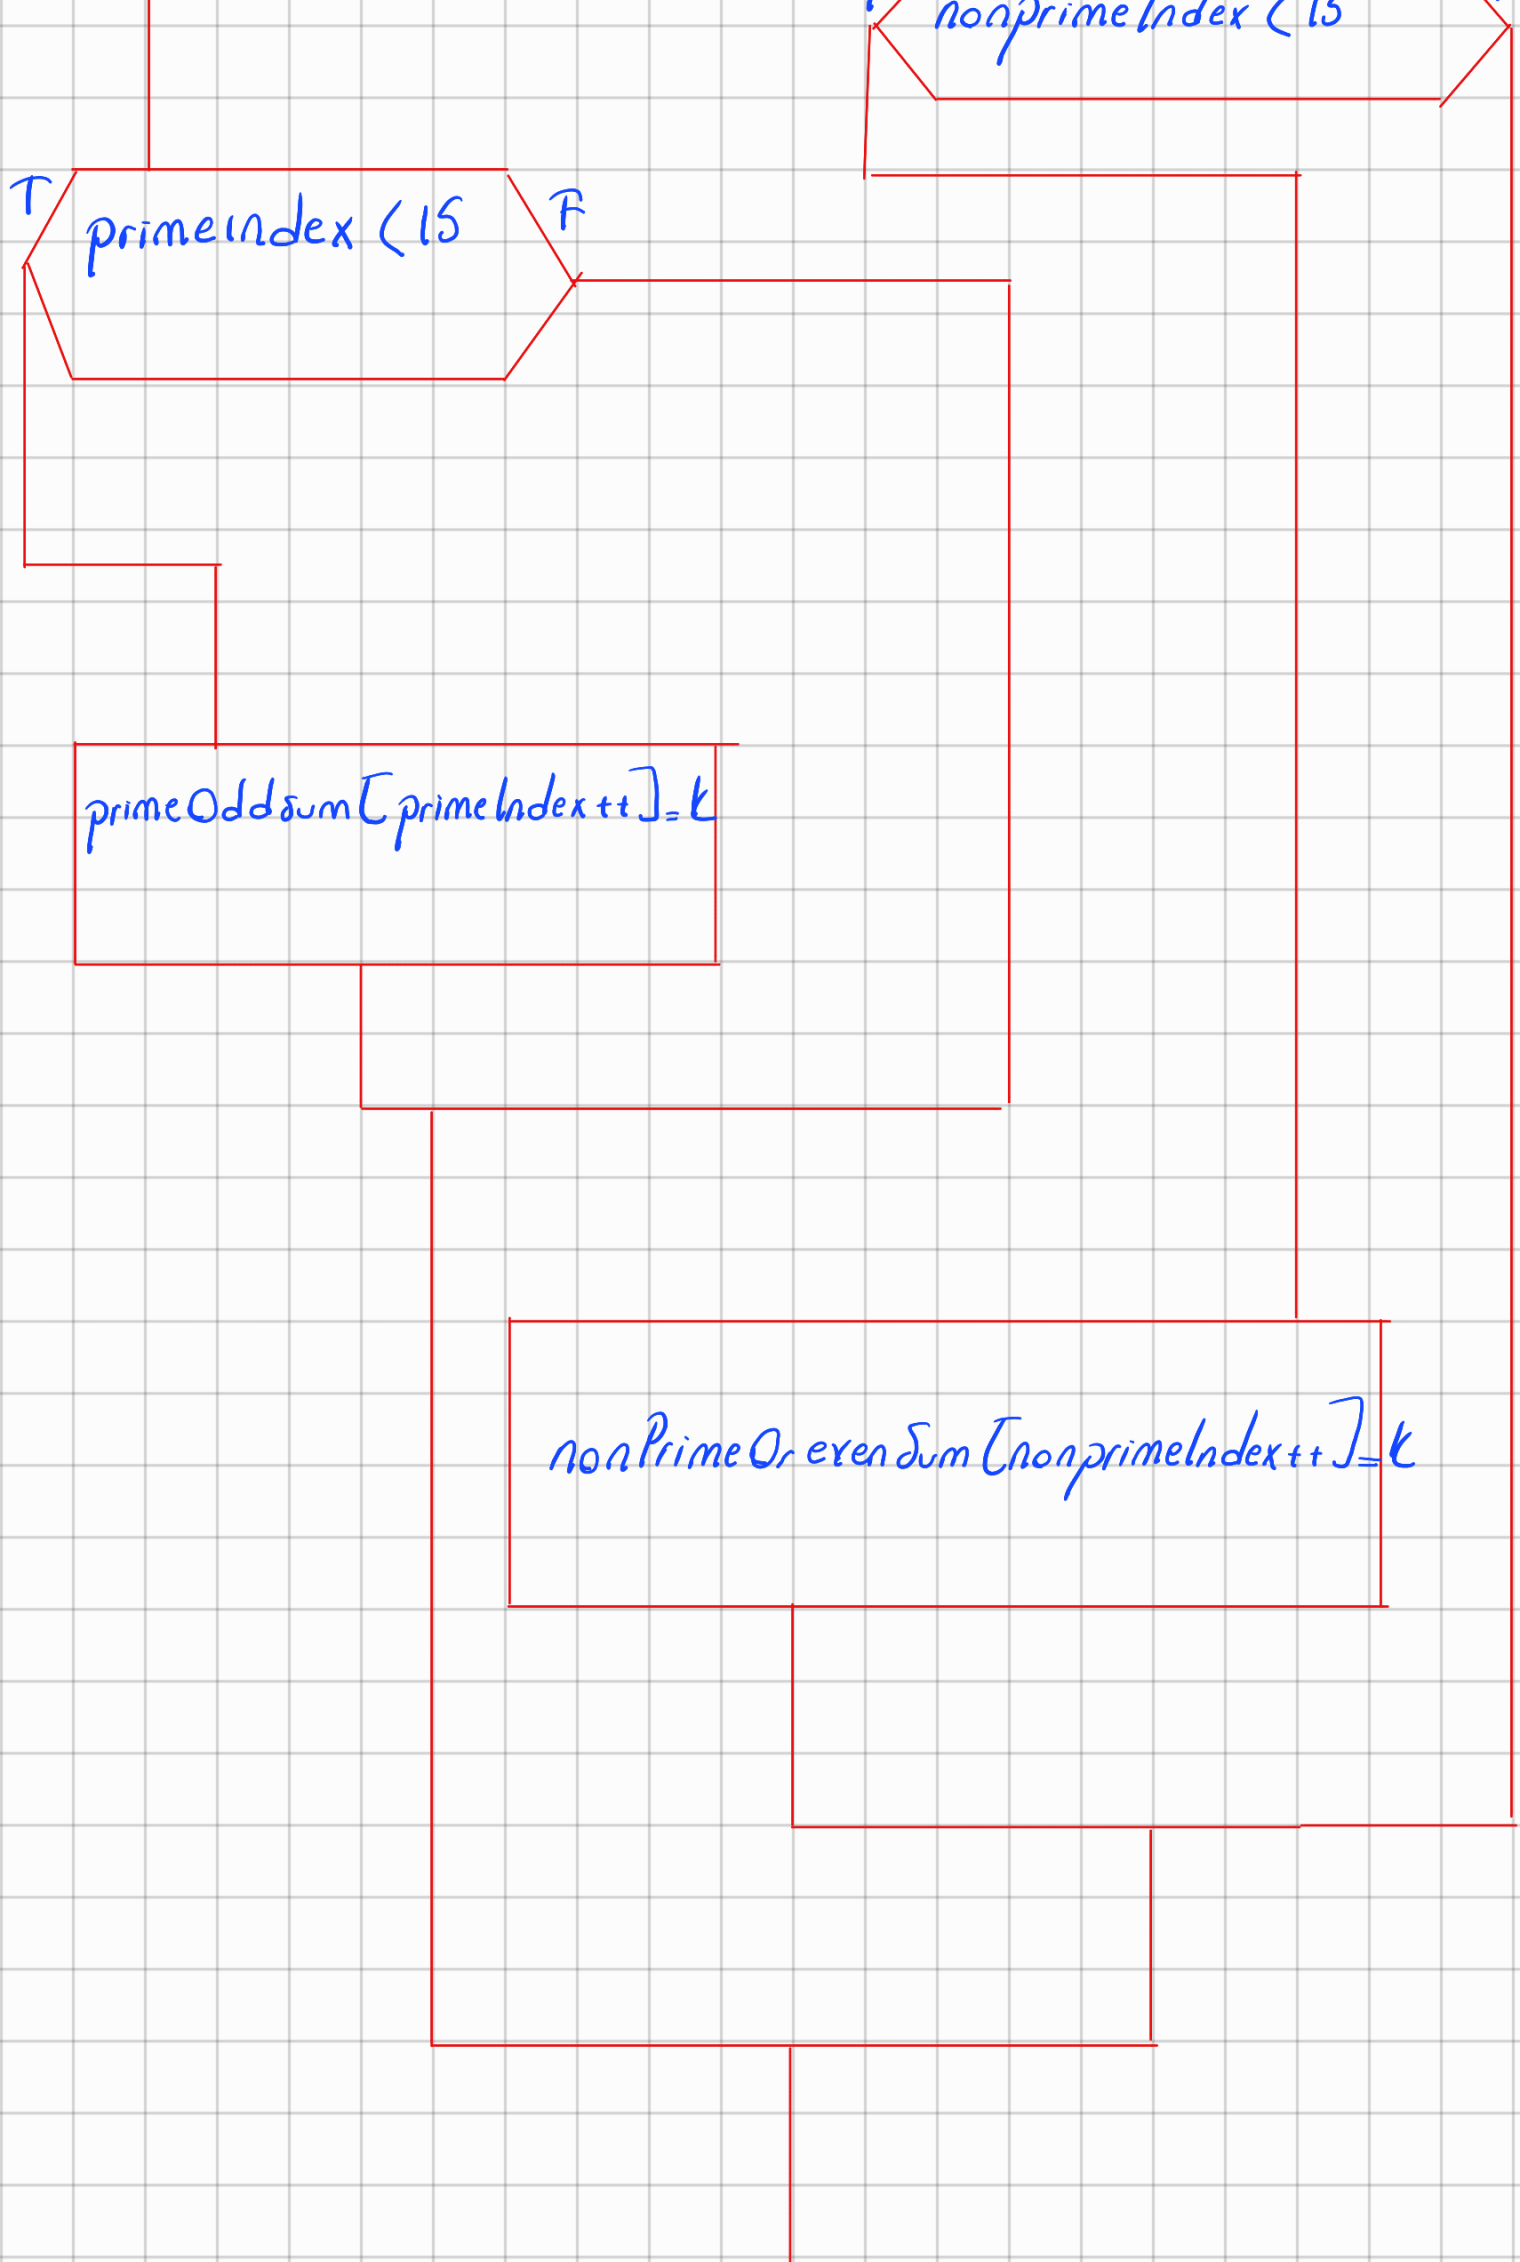 nonprimeIndex < 15
T
primeIndex < 15
F
primeOddSum[primeIndex++]=k
nonPrimeOrevenSum[nonprimeIndex++]=k